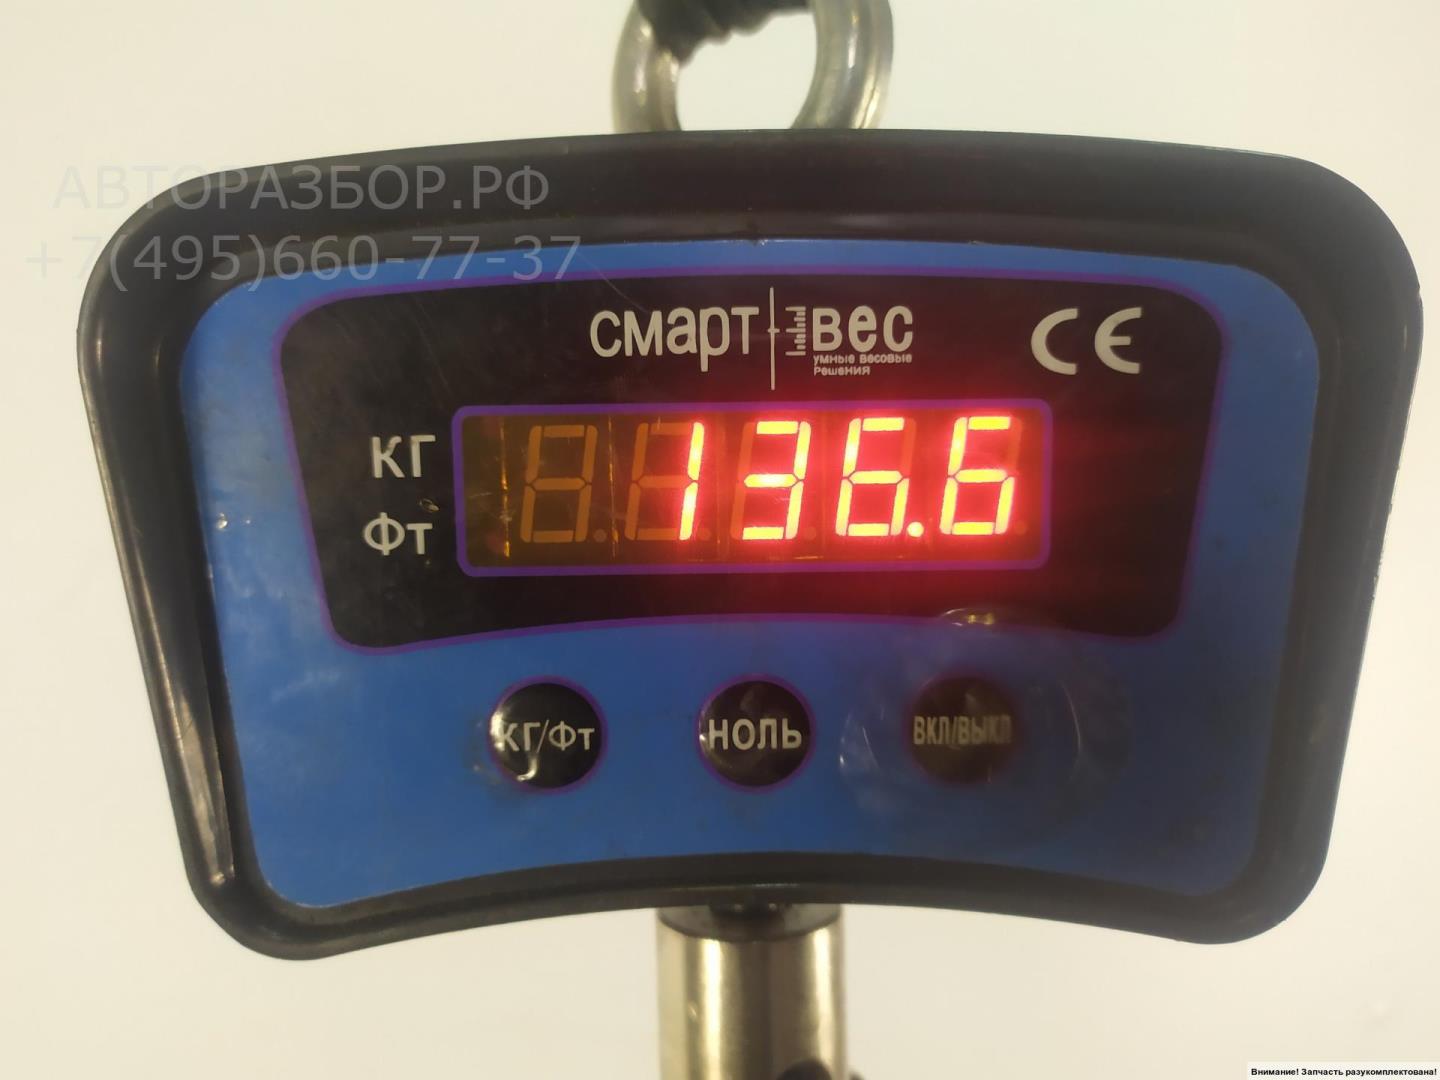 АВТОРАЗБОР.РФ
+7(495)660-77-37
смарт вес
умные весовые
Решения
CE
КГ
Фт
136.6
КГ/Фт
НОЛЬ
ВКЛ/ВЫКЛ
Внимание! Запчасть разукомплектована!